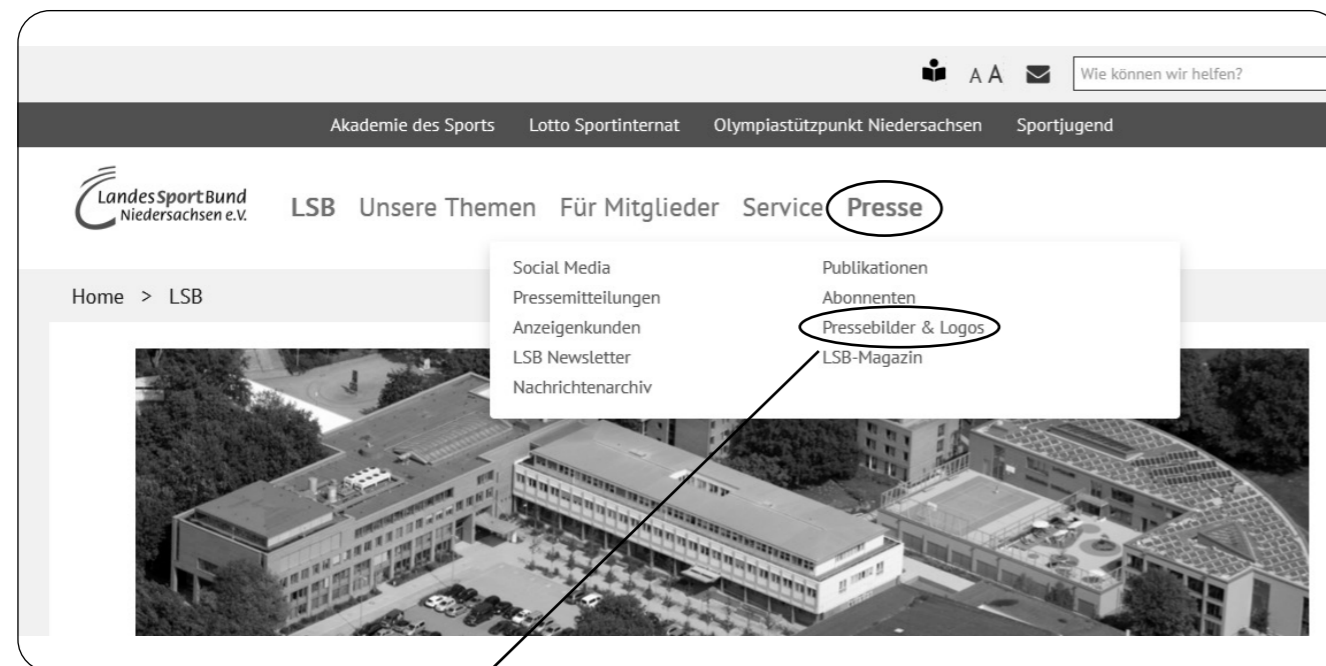 A A Wie können wir helfen?
Akademie des Sports Lotto Sportinternat Olympiastützpunkt Niedersachsen Sportjugend
LandesSportBund
Niedersachsen e.V.
LSB Unsere Themen Für Mitglieder Service Presse
Social Media Publikationen
Home > LSB
Pressemitteilungen Abonnenten
Anzeigenkunden Pressebilder & Logos
LSB Newsletter LSB-Magazin
Nachrichtenarchiv